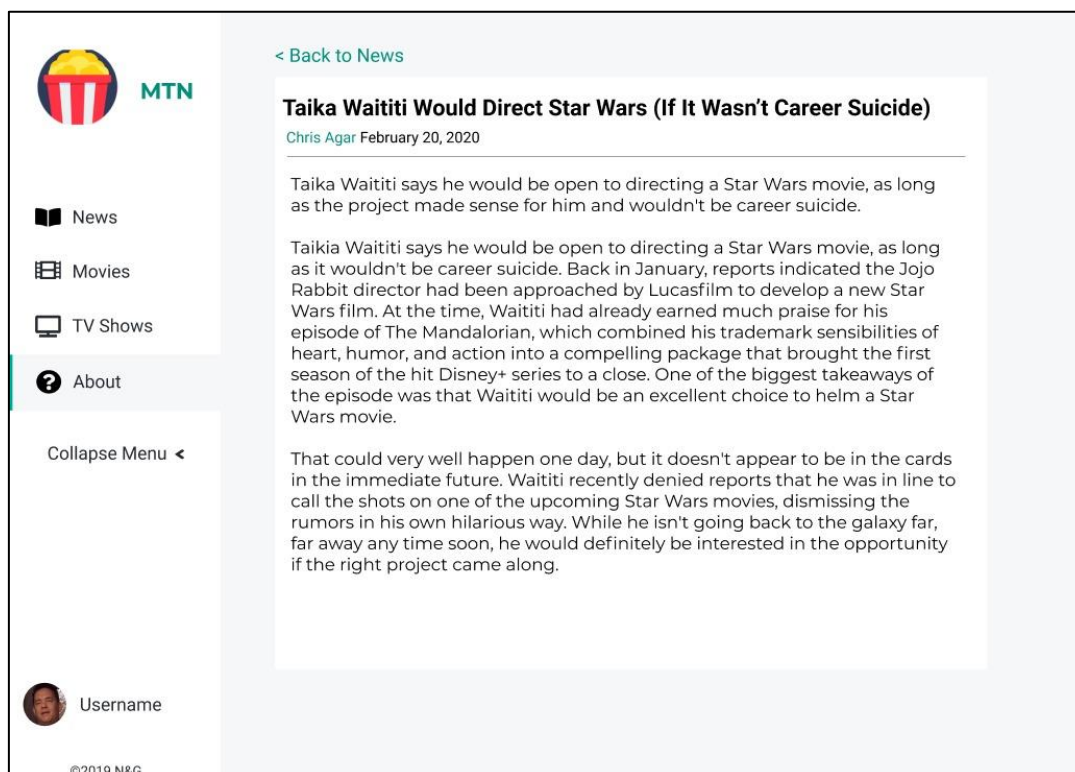 MTN
News
Movies
TV Shows
About
Collapse Menu <
Username
©2019 N&G
< Back to News
Taika Waititi Would Direct Star Wars (If It Wasn’t Career Suicide)
Chris Agar February 20, 2020
Taika Waititi says he would be open to directing a Star Wars movie, as long
as the project made sense for him and wouldn't be career suicide.
Taikia Waititi says he would be open to directing a Star Wars movie, as long
as it wouldn't be career suicide. Back in January, reports indicated the Jojo
Rabbit director had been approached by Lucasfilm to develop a new Star
Wars film. At the time, Waititi had already earned much praise for his
episode of The Mandalorian, which combined his trademark sensibilities of
heart, humor, and action into a compelling package that brought the first
season of the hit Disney+ series to a close. One of the biggest takeaways of
the episode was that Waititi would be an excellent choice to helm a Star
Wars movie.
That could very well happen one day, but it doesn't appear to be in the cards
in the immediate future. Waititi recently denied reports that he was in line to
call the shots on one of the upcoming Star Wars movies, dismissing the
rumors in his own hilarious way. While he isn't going back to the galaxy far,
far away any time soon, he would definitely be interested in the opportunity
if the right project came along.